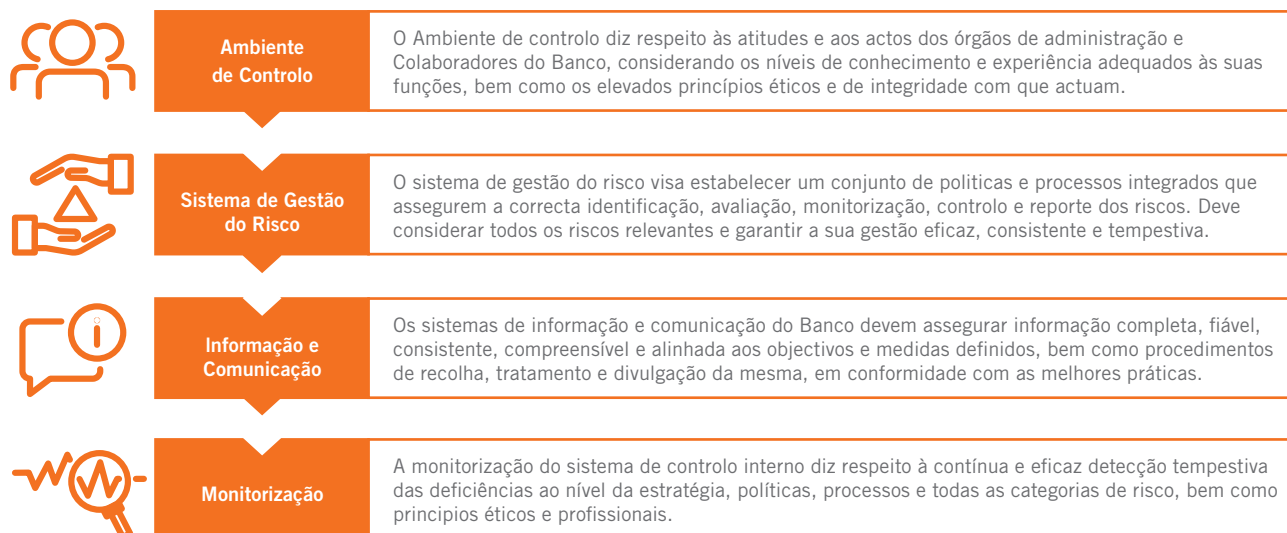 Ambiente
de Controlo
O Ambiente de controlo diz respeito às atitudes e aos actos dos órgãos de administração e
Colaboradores do Banco, considerando os níveis de conhecimento e experiência adequados às suas
funções, bem como os elevados princípios éticos e de integridade com que actuam.
Sistema de Gestão
do Risco
O sistema de gestão do risco visa estabelecer um conjunto de politicas e processos integrados que
assegurem a correcta identificação, avaliação, monitorização, controlo e reporte dos riscos. Deve
considerar todos os riscos relevantes e garantir a sua gestão eficaz, consistente e tempestiva.
Informação e
Comunicação
Os sistemas de informação e comunicação do Banco devem assegurar informação completa, fiável,
consistente, compreensível e alinhada aos objectivos e medidas definidos, bem como procedimentos
de recolha, tratamento e divulgação da mesma, em conformidade com as melhores práticas.
Monitorização
A monitorização do sistema de controlo interno diz respeito à contínua e eficaz detecção tempestiva
das deficiências ao nível da estratégia, políticas, processos e todas as categorias de risco, bem como
principios éticos e profissionais.